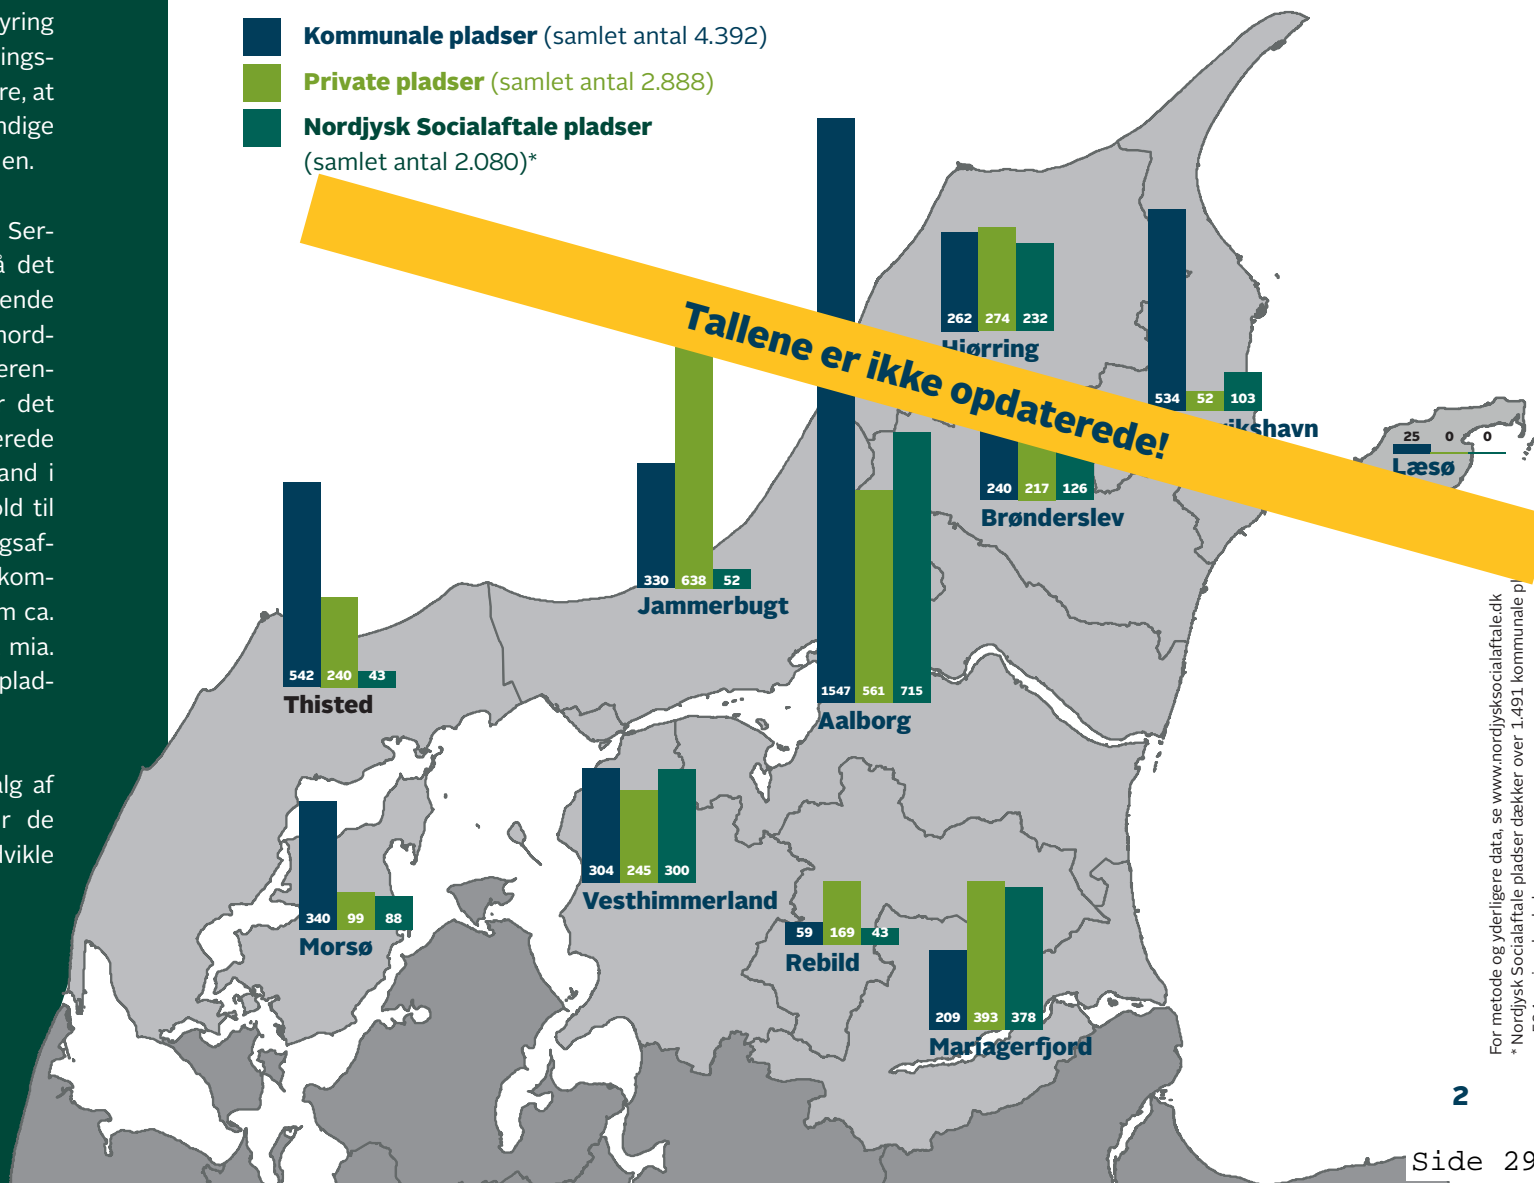 yring
ings-
re, at
ndige
en.
Ser-
å det
ende
nord-
eren-
r det
erede
and i
old til
gsaf-
kom-
m ca.
mia.
plad-
alg af
r de
dvikle
Kommunale pladser (samlet antal 4.392)
Private pladser (samlet antal 2.888)
Nordjysk Socialaftale pladser
(samlet antal 2.080)*
Tallene er ikke opdaterede!
262 274 232
Hjørring
534 52 103
rikshavn
25 0 0
Læsø
240 217 126
Brønderslev
330 638 52
Jammerbugt
542 240 43
Thisted
1547 561 715
Aalborg
304 245 300
Vesthimmerland
340 99 88
Morsø
59 169 43
Rebild
209 393 378
Mariagerfjord
For metode og yderligere data, se www.nordjysksocialaftale.dk
* Nordjysk Socialaftale pladser dækker over 1.491 kommunale pl
2
Side 29